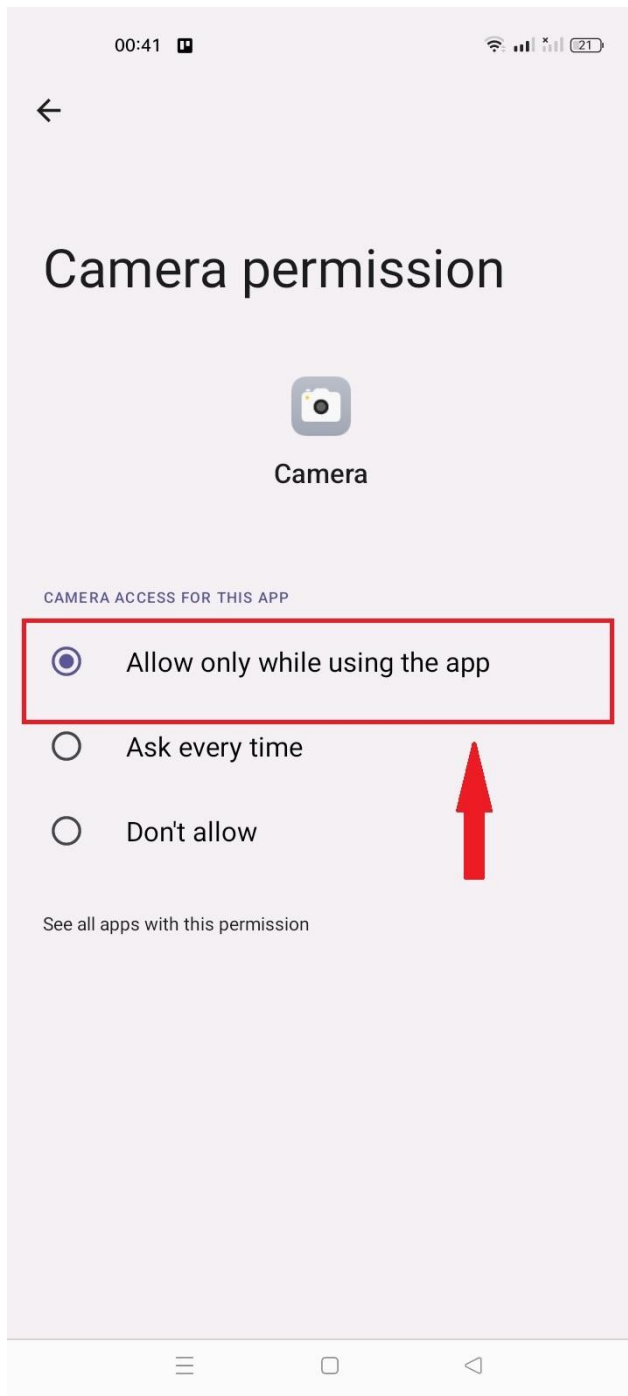 00:41
21
Camera permission
Camera
CAMERA ACCESS FOR THIS APP
Allow only while using the app
Ask every time
Don't allow
See all apps with this permission